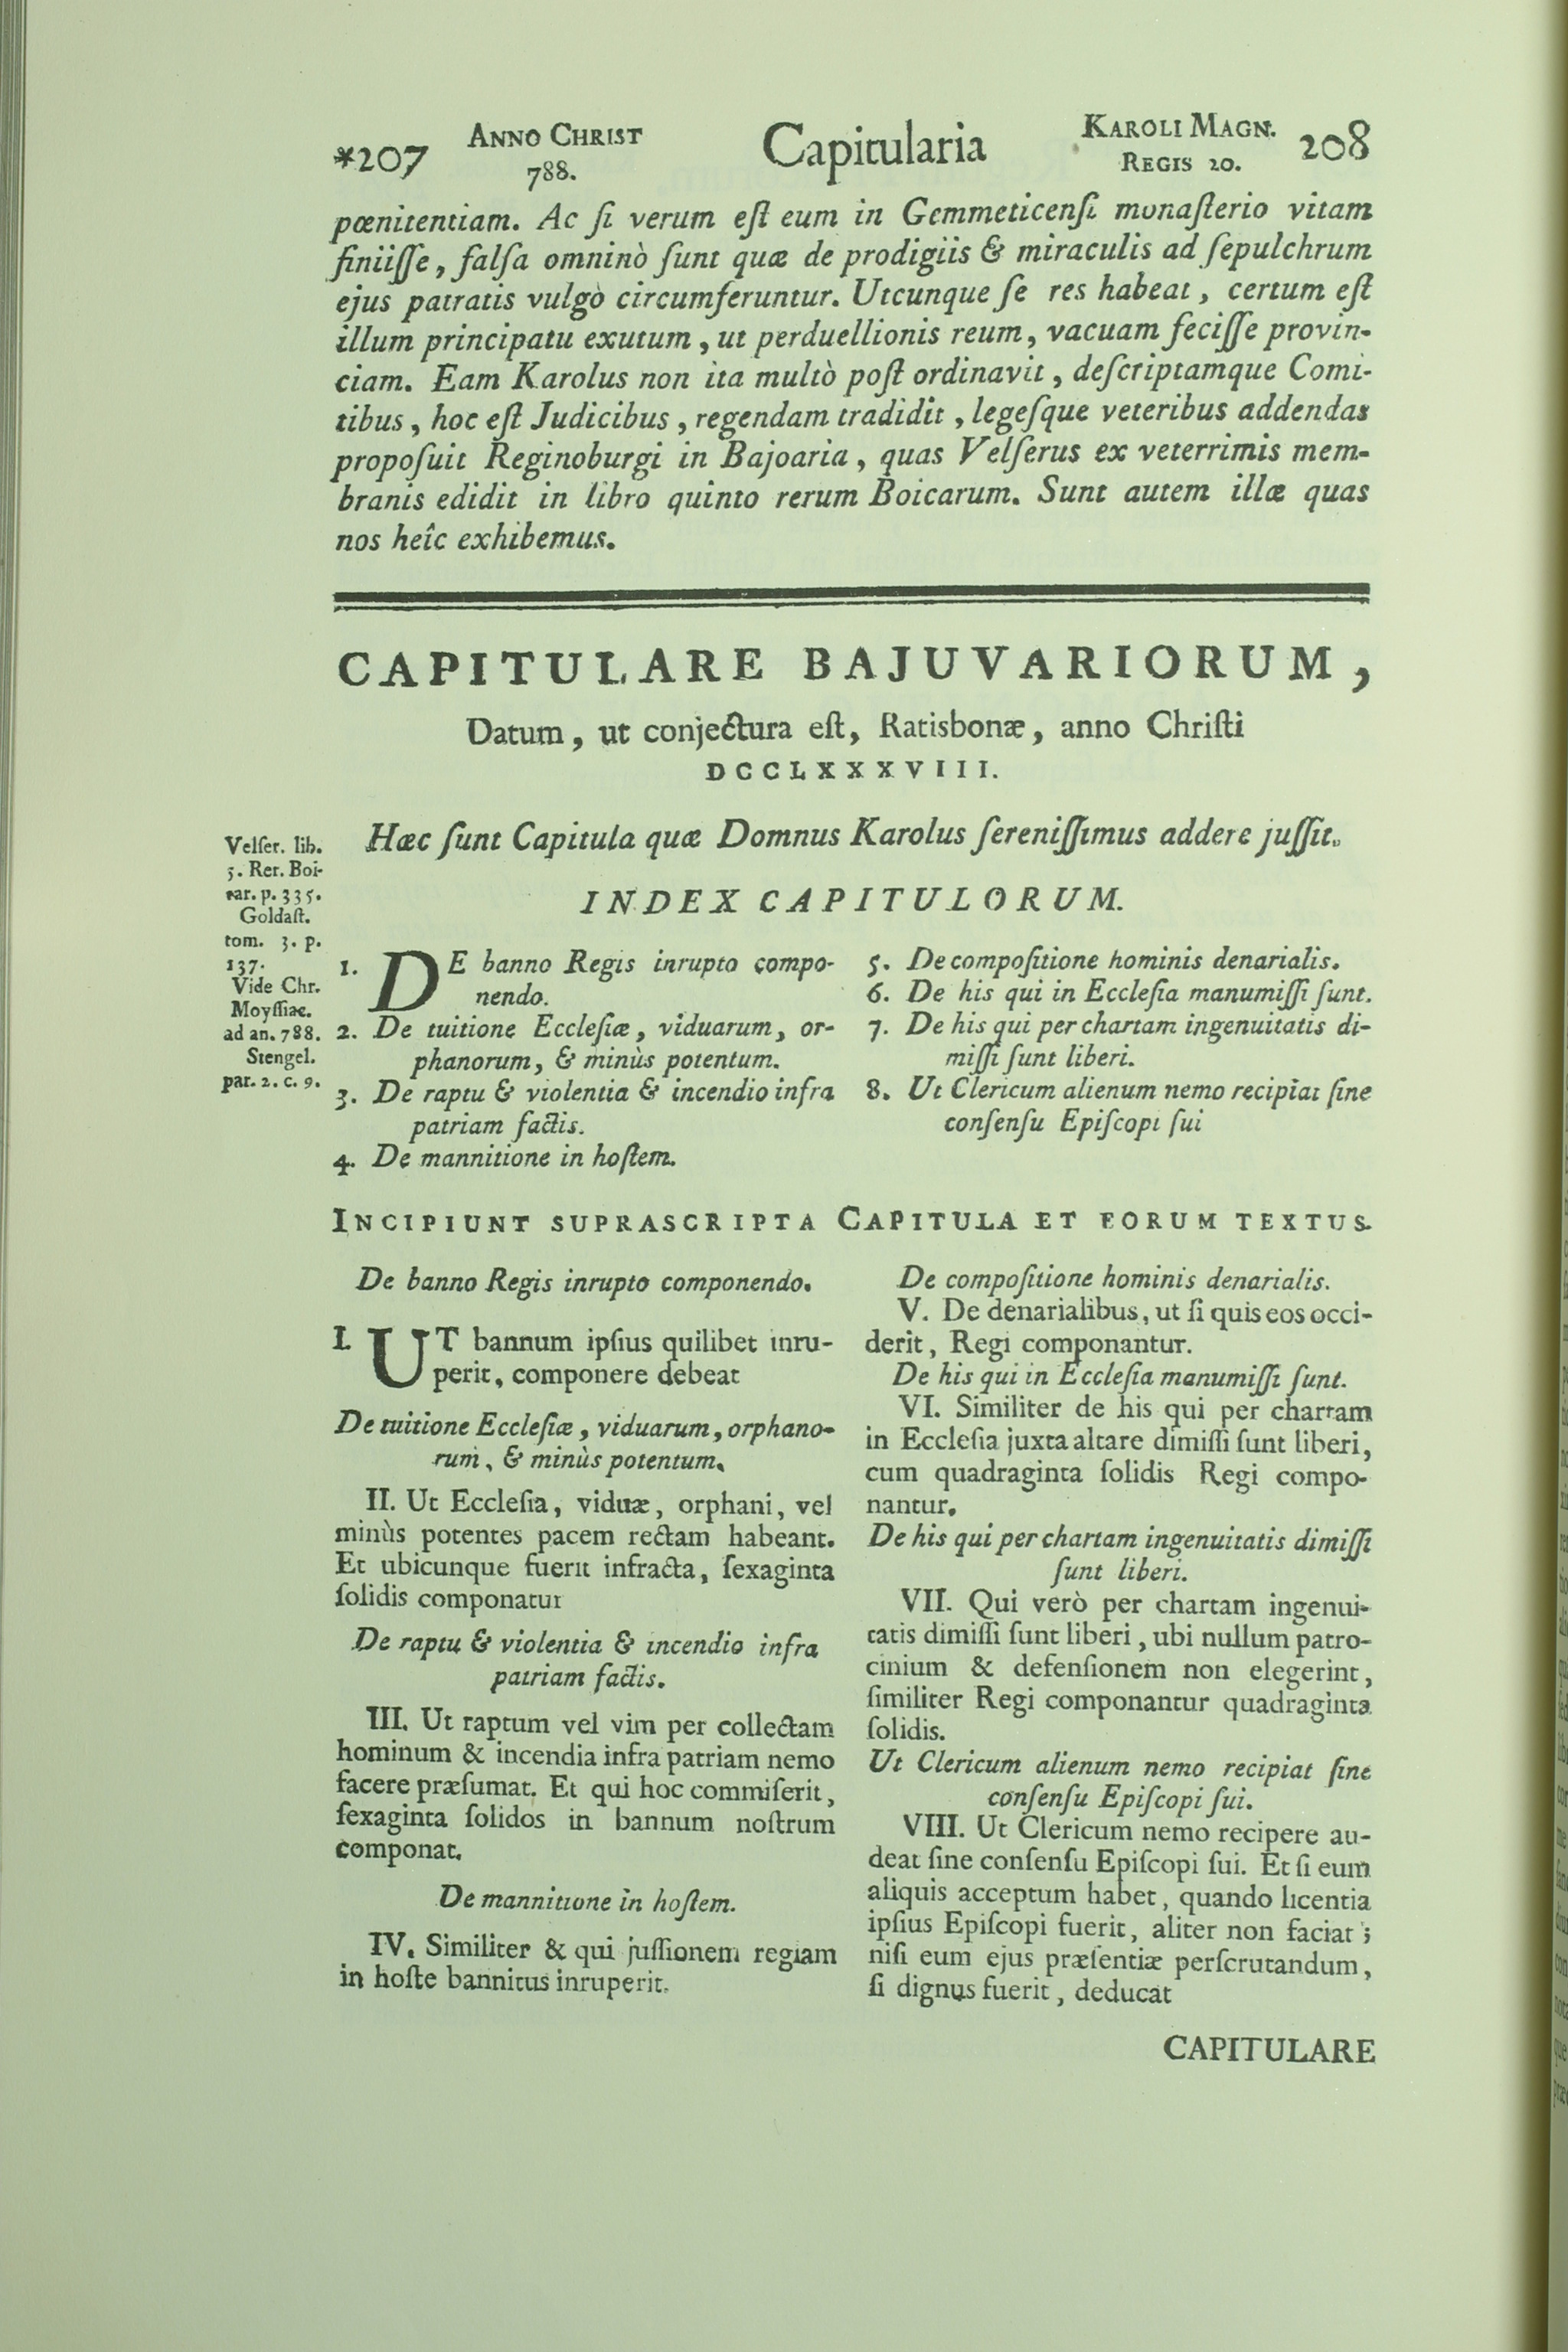 *207 ANNO CHRIST 788. Capitularia KAROLI MAGN. REGIS 20. 208
pœnitentiam. Ac ſi verum eſt eum in Gemmeticenſi monaſterio vitam
finiiſſe, falſa omninò ſunt quæ de prodigiis & miraculis ad ſepulchrum
ejus patratis vulgò circumferuntur. Utcunque ſe res habeat, certum eſt
illum principatu exutum, ut perduellionis reum, vacuam feciſſe provin-
ciam. Eam Karolus non ita multò poſt ordinavit, deſcriptamque Comi-
tibus, hoc eſt Judicibus, regendam tradidit, legeſque veteribus addendas
propoſuit Reginoburgi in Bajoaria, quas Velſerus ex veterrimis mem-
branis edidit in libro quinto rerum Boicarum. Sunt autem illæ quas
nos heîc exhibemus.
CAPITULARE BAJUVARIORUM,
Datum, ut conjectura eſt, Ratisbonæ, anno Chriſti
DCCLXXXVIII.
Velſer. lib.
5. Rer. Boi-
car. p. 335.
Goldaſt.
tom. 3. p.
137.
Vide Chr.
Moyſſiac.
ad an. 788.
Stengel.
par. 2. c. 9.
Hæc ſunt Capitula quæ Domnus Karolus ſereniſſimus addere juſſit.
INDEX CAPITULORUM.
1. DE banno Regis inrupto compo-
nendo.
2. De tuitione Eccleſiæ, viduarum, or-
phanorum, & minùs potentum.
3. De raptu & violentia & incendio infra
patriam factis.
4. De mannitione in hoſtem.
5. De compoſitione hominis denarialis.
6. De his qui in Eccleſia manumiſſi ſunt.
7. De his qui per chartam ingenuitatis di-
miſſi ſunt liberi.
8. Ut Clericum alienum nemo recipiat ſine
conſenſu Epiſcopi ſui
INCIPIUNT SUPRASCRIPTA CAPITULA ET EORUM TEXTUS.
De banno Regis inrupto componendo.
I. UT bannum ipſius quilibet inru-
perit, componere debeat
De tuitione Eccleſiæ, viduarum, orphano-
rum, & minùs potentum.
II. Ut Eccleſia, viduæ, orphani, vel
minùs potentes pacem rectam habeant.
Et ubicunque fuerit infracta, ſexaginta
ſolidis componatur
De raptu & violentia & incendio infra
patriam factis.
III. Ut raptum vel vim per collectam
hominum & incendia infra patriam nemo
facere præſumat. Et qui hoc commiſerit,
ſexaginta ſolidos in bannum noſtrum
componat.
De mannitione in hoſtem.
IV. Similiter & qui juſſionem regiam
in hoſte bannitus inruperit.
De compoſitione hominis denarialis.
V. De denarialibus, ut ſi quis eos occi-
derit, Regi componantur.
De his qui in Eccleſia manumiſſi ſunt.
VI. Similiter de his qui per chartam
in Eccleſia juxta altare dimiſſi ſunt liberi,
cum quadraginta ſolidis Regi compo-
nantur.
De his qui per chartam ingenuitatis dimiſſi
ſunt liberi.
VII. Qui verò per chartam ingenui-
tatis dimiſſi ſunt liberi, ubi nullum patro-
cinium & defenſionem non elegerint,
ſimiliter Regi componantur quadraginta
ſolidis.
Ut Clericum alienum nemo recipiat ſine
conſenſu Epiſcopi ſui.
VIII. Ut Clericum nemo recipere au-
deat ſine conſenſu Epiſcopi ſui. Et ſi eum
aliquis acceptum habet, quando licentia
ipſius Epiſcopi fuerit, aliter non faciat;
niſi eum ejus præſentiæ perſcrutandum,
ſi dignus fuerit, deducat
CAPITULARE